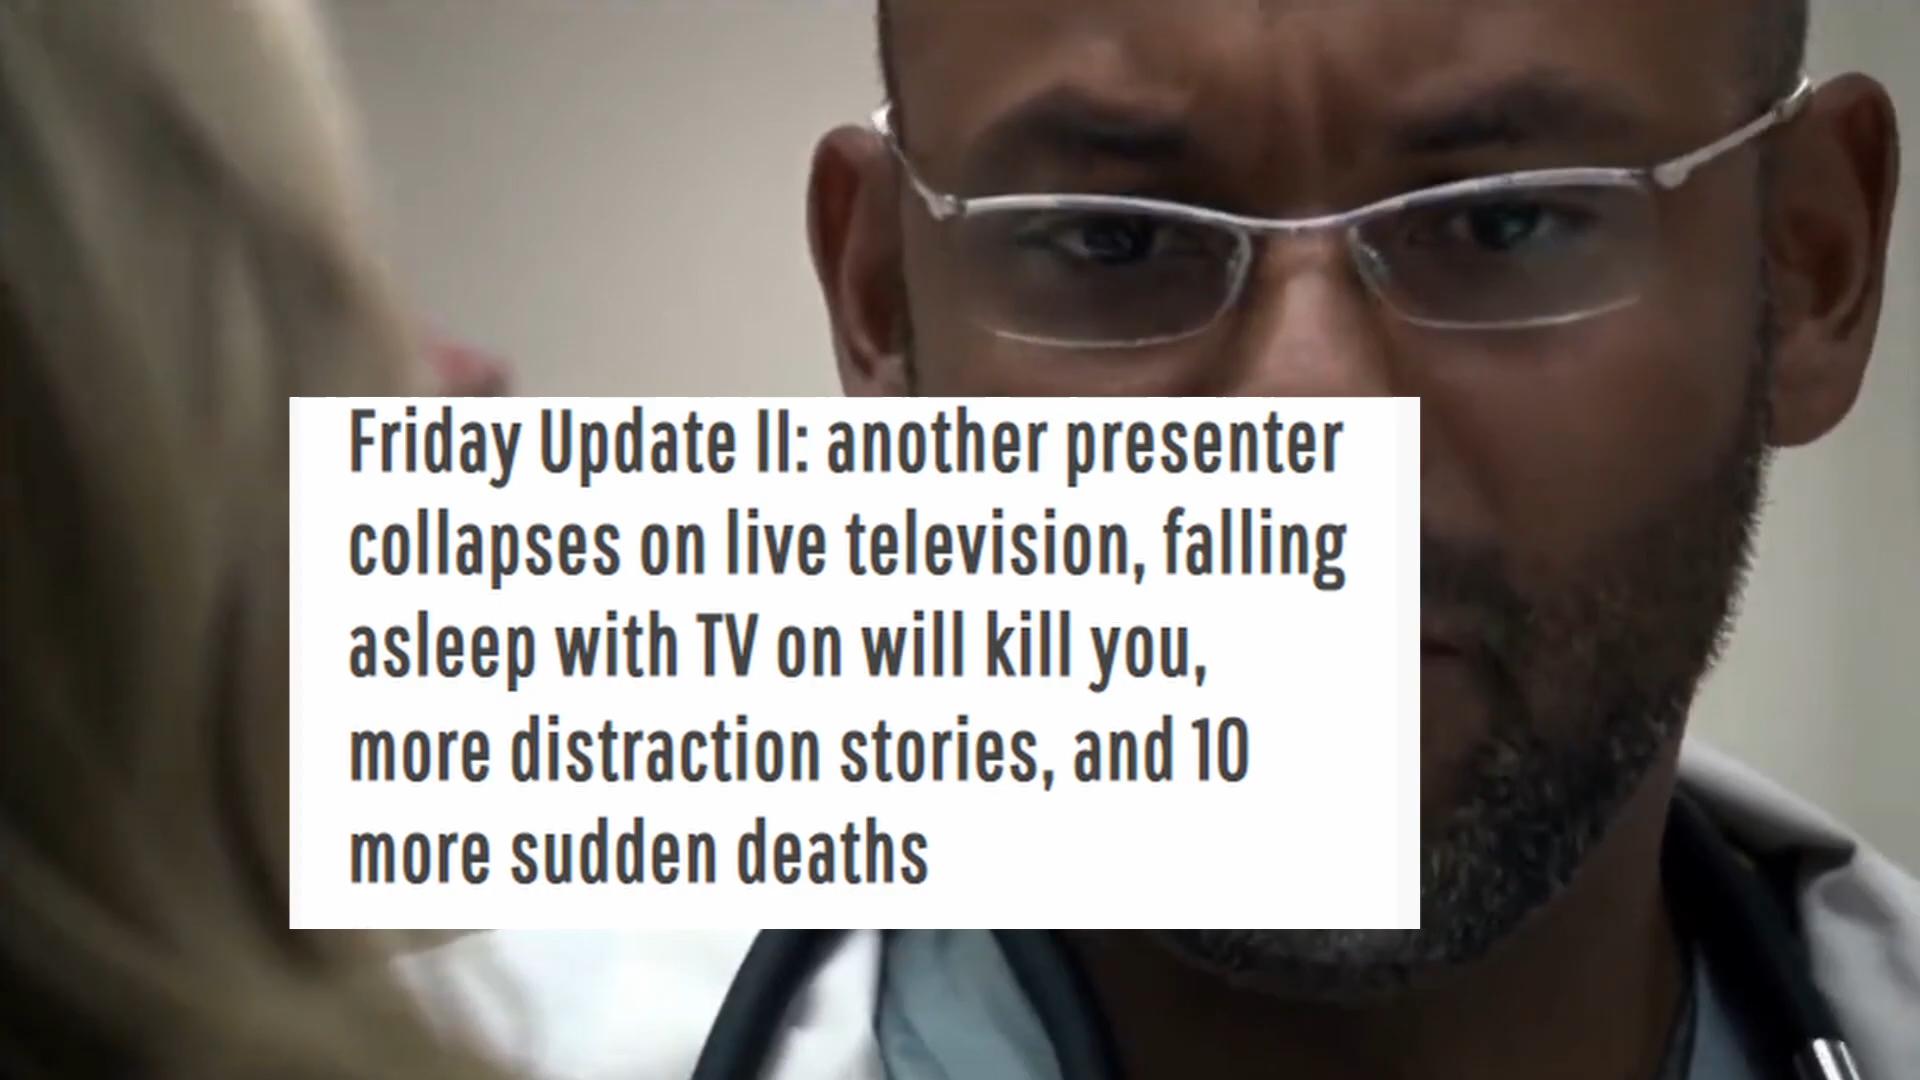 Friday Update II: another presenter
collapses on live television, falling
asleep with TV on will kill you,
more distraction stories, and 10
more sudden deaths